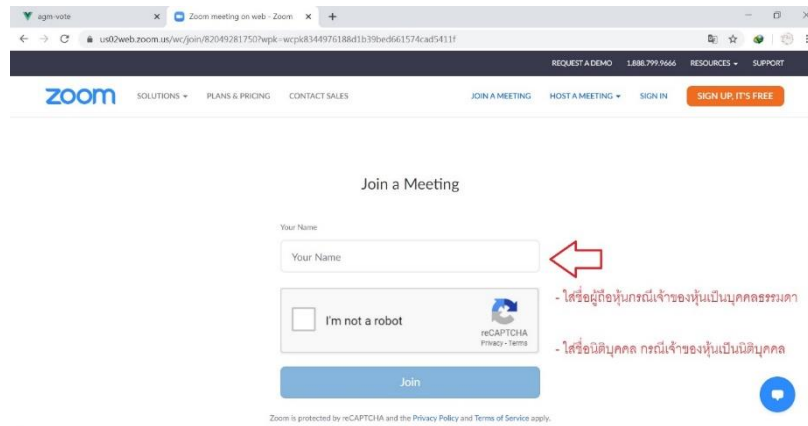 agm-vote
Zoom meeting on web - Zoom
us02web.zoom.us/wc/join/82049281750?wpk=wcpk8344976188d1b39bed661574cad5411f
REQUEST A DEMO 1.888.799.9666 RESOURCES SUPPORT
zoom SOLUTIONS PLANS & PRICING CONTACT SALES JOIN A MEETING HOST A MEETING SIGN IN SIGN UP, IT'S FREE
Join a Meeting
Your Name
Your Name
I'm not a robot
reCAPTCHA
Privacy - Terms
- ใส่ชื่อผู้ถือหุ้นกรณีเจ้าของหุ้นเป็นบุคคลธรรมดา
- ใส่ชื่อนิติบุคคล กรณีเจ้าของหุ้นเป็นนิติบุคคล
Join
Zoom is protected by reCAPTCHA and the Privacy Policy and Terms of Service apply.